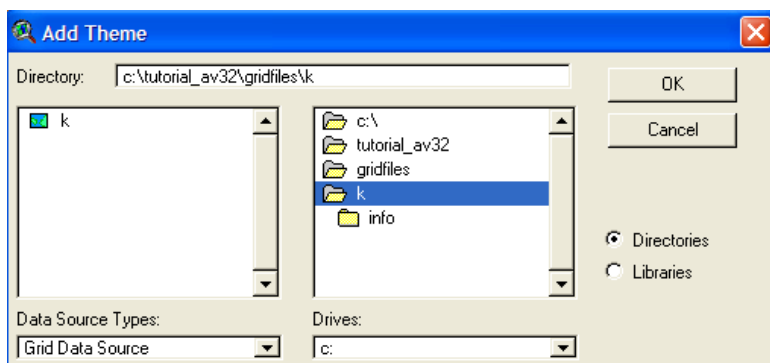 Add Theme
Directory: c:\tutorial_av32\gridfiles\k
OK
Cancel
k
c:\
tutorial_av32
gridfiles
k
info
Directories
Libraries
Data Source Types:
Grid Data Source
Drives:
c: